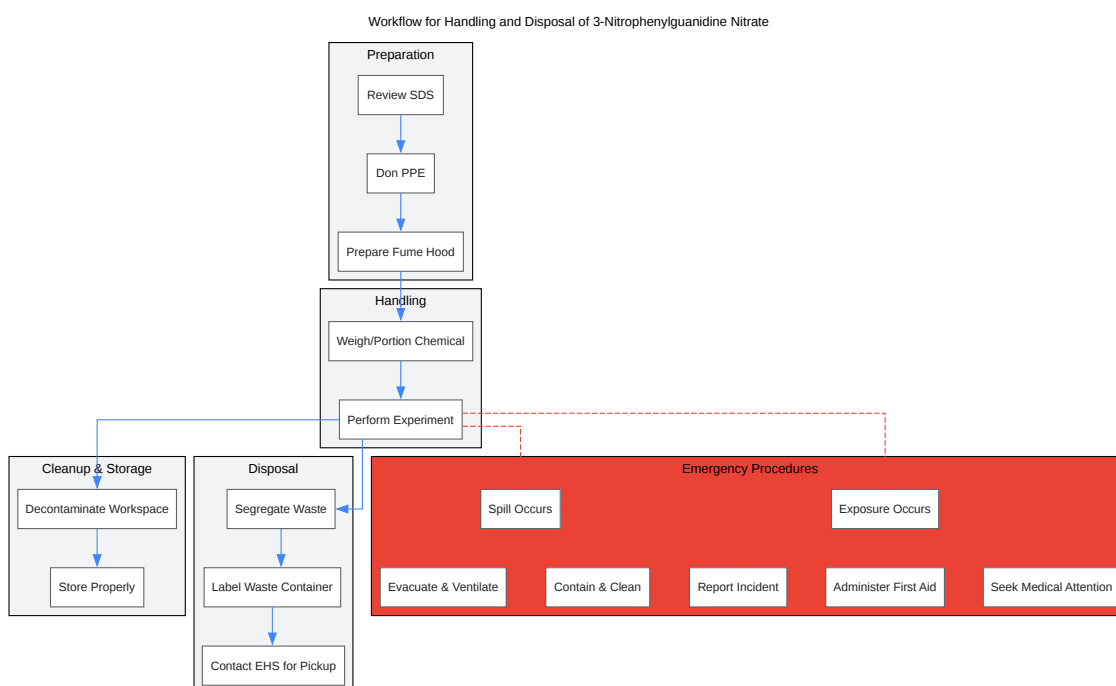 Workflow for Handling and Disposal of 3-Nitrophenylguanidine Nitrate
Preparation
Review SDS
Don PPE
Prepare Fume Hood
Handling
Weigh/Portion Chemical
Perform Experiment
Cleanup & Storage
Decontaminate Workspace
Store Properly
Disposal
Segregate Waste
Label Waste Container
Contact EHS for Pickup
Emergency Procedures
Spill Occurs
Exposure Occurs
Evacuate & Ventilate
Contain & Clean
Report Incident
Administer First Aid
Seek Medical Attention